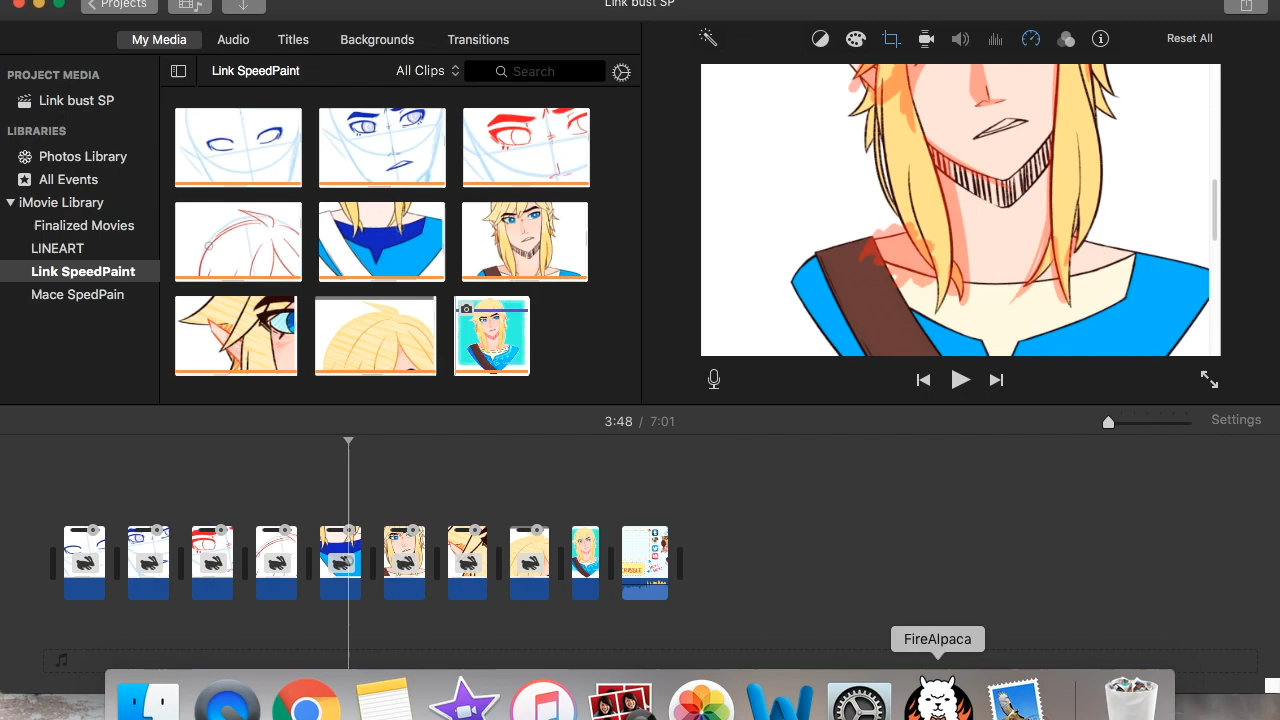 Projects
Link bust SP
My Media
Audio
Titles
Backgrounds
Transitions
Reset All
PROJECT MEDIA
Link bust SP
LIBRARIES
Photos Library
All Events
iMovie Library
Finalized Movies
LINEART
Link SpeedPaint
Mace SpedPain
Link SpeedPaint
All Clips
Search
3:48 / 7:01
Settings
FireAlpaca